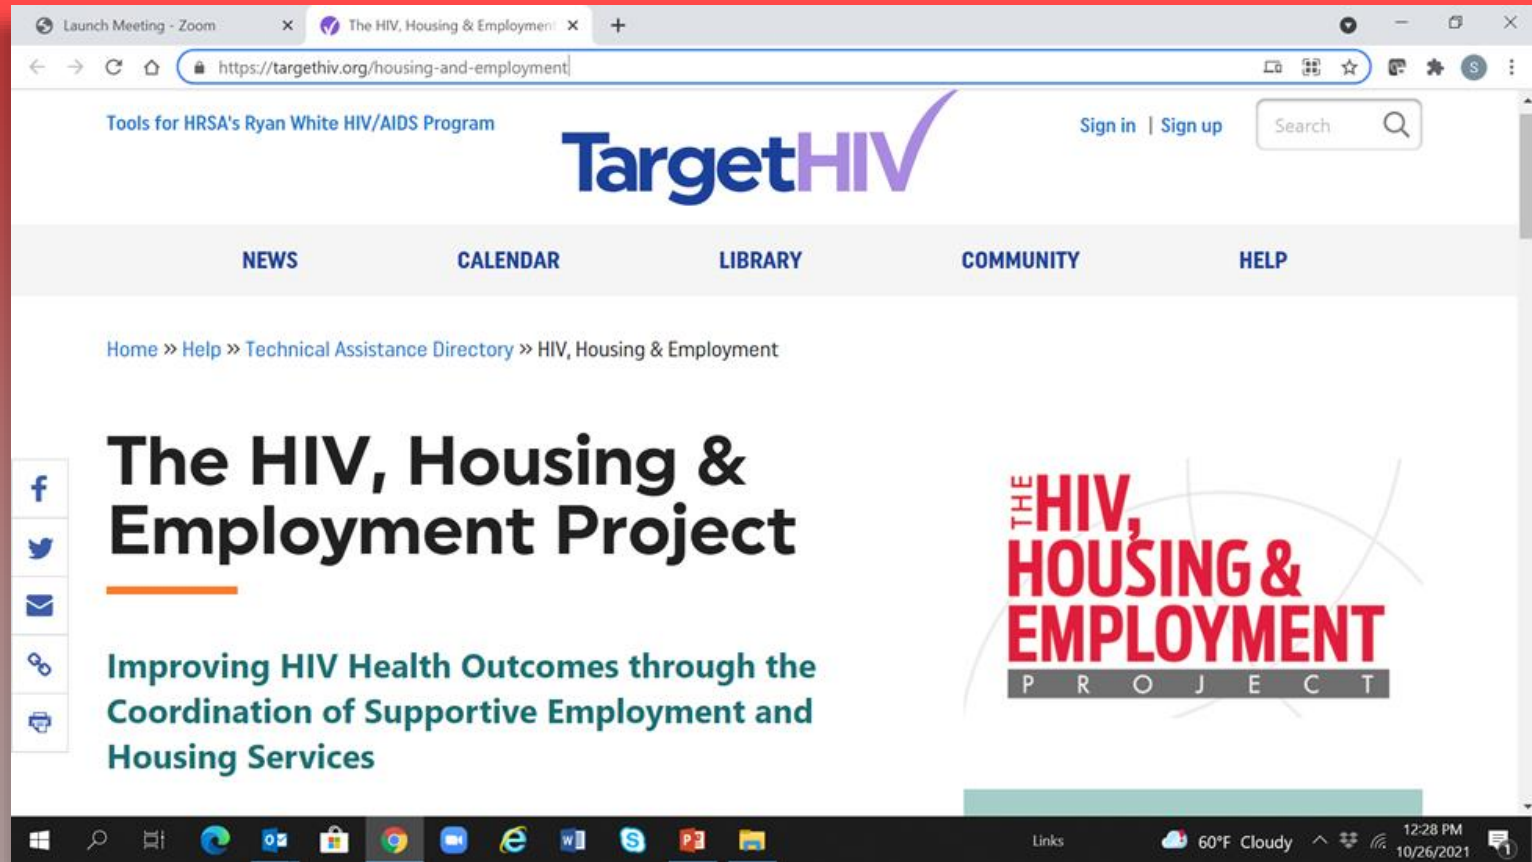 Launch Meeting - Zoom
The HIV, Housing & Employment
https://targethiv.org/housing-and-employment
S
Tools for HRSA's Ryan White HIV/AIDS Program
TargetHIV
Sign in | Sign up
Search
NEWS
CALENDAR
LIBRARY
COMMUNITY
HELP
Home » Help » Technical Assistance Directory » HIV, Housing & Employment
The HIV, Housing &
Employment Project
Improving HIV Health Outcomes through the
Coordination of Supportive Employment and
Housing Services
THE HIV,
HOUSING &
EMPLOYMENT
PROJECT
Links
60°F Cloudy
12:28 PM
10/26/2021
1